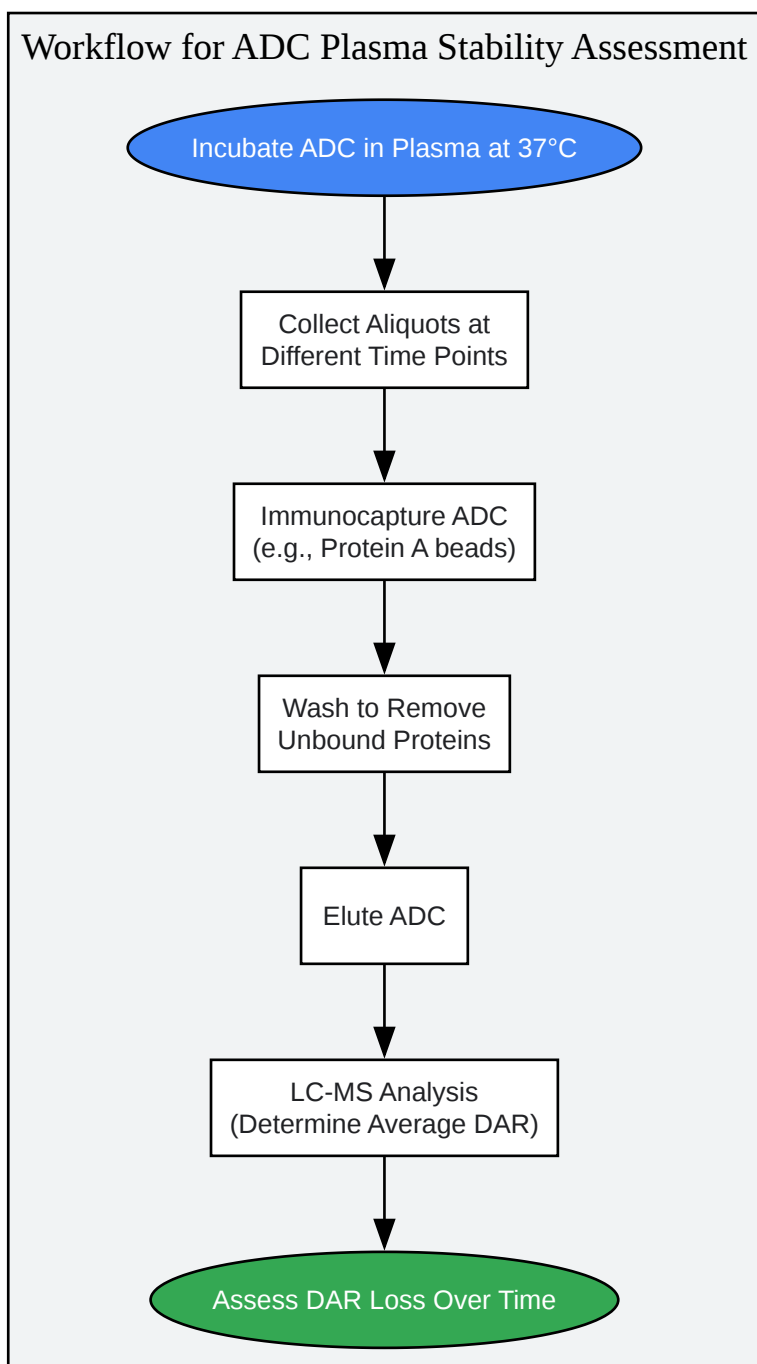 Workflow for ADC Plasma Stability Assessment
Incubate ADC in Plasma at 37°C
Collect Aliquots at
Different Time Points
Immunocapture ADC
(e.g., Protein A beads)
Wash to Remove
Unbound Proteins
Elute ADC
LC-MS Analysis
(Determine Average DAR)
Assess DAR Loss Over Time